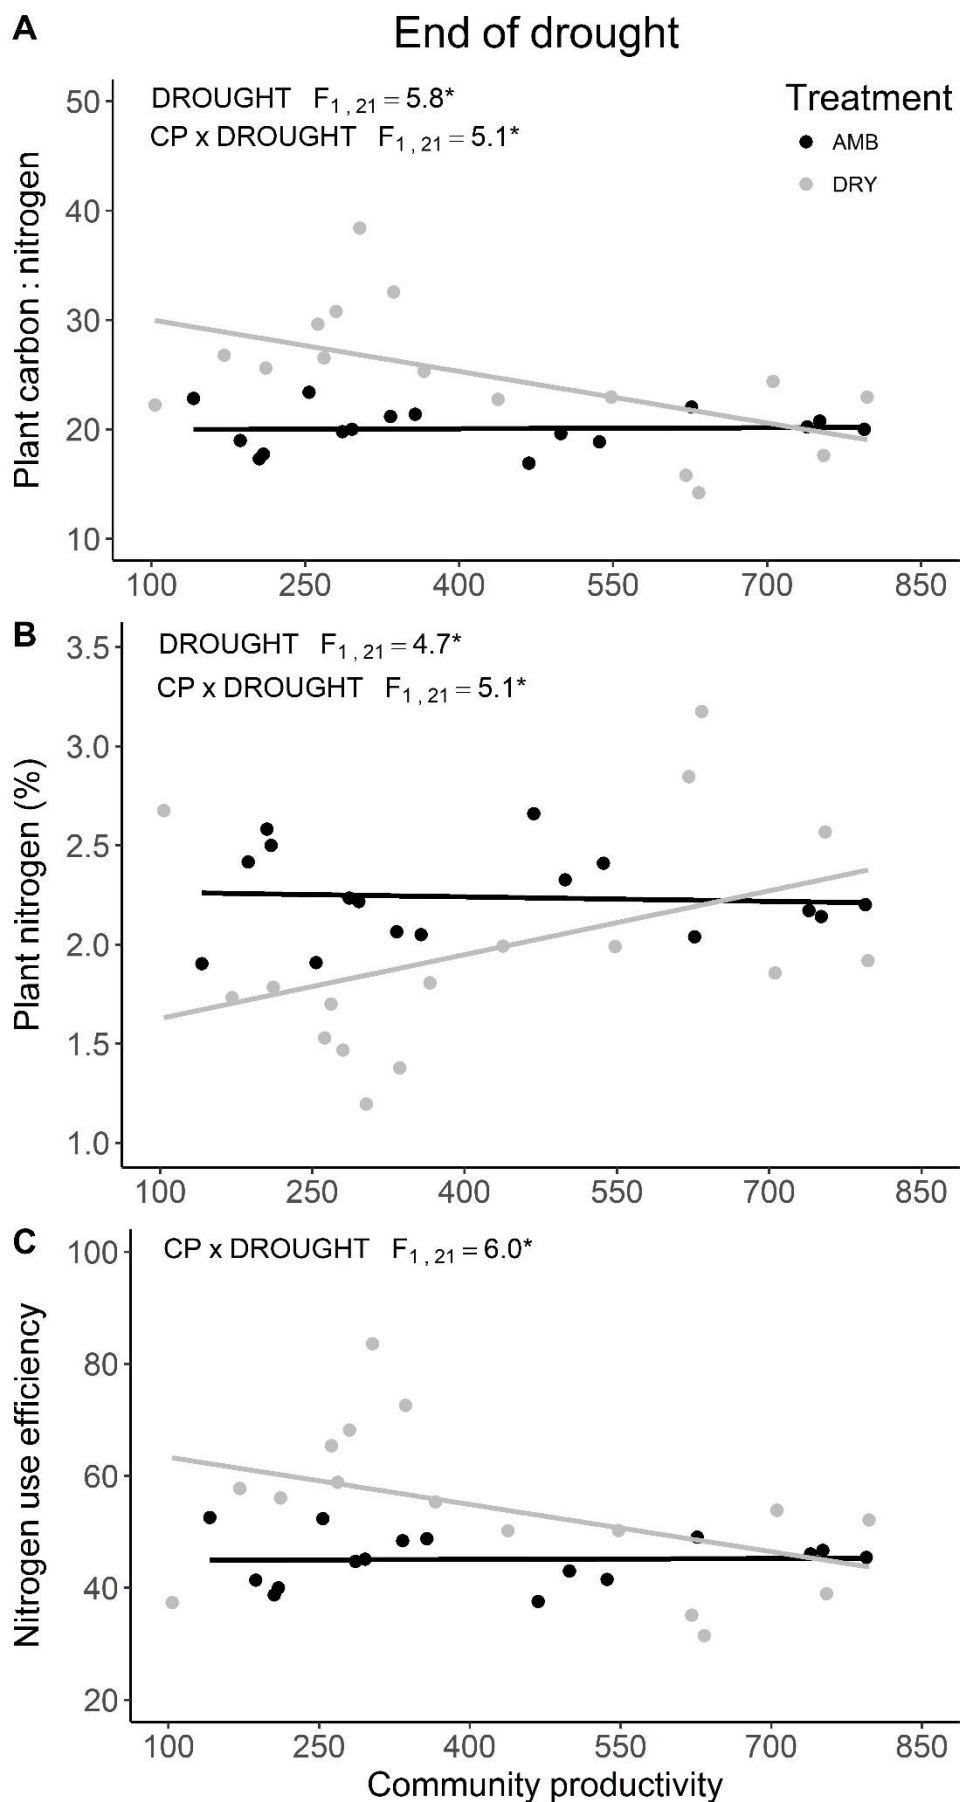 A End of drought
DROUGHT F1, 21 = 5.8*
CP x DROUGHT F1, 21 = 5.1*
Treatment
AMB
DRY
Plant carbon : nitrogen
50
40
30
20
10
100 250 400 550 700 850
B
DROUGHT F1, 21 = 4.7*
CP x DROUGHT F1, 21 = 5.1*
Plant nitrogen (%)
3.5
3.0
2.5
2.0
1.5
1.0
100 250 400 550 700 850
C
CP x DROUGHT F1, 21 = 6.0*
Nitrogen use efficiency
100
80
60
40
20
100 250 400 550 700 850
Community productivity